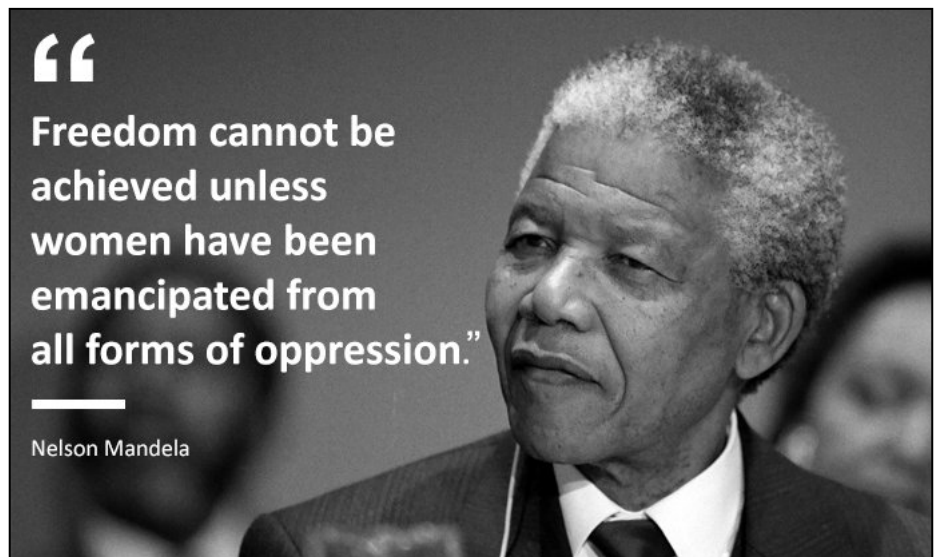 “
Freedom cannot be
achieved unless
women have been
emancipated from
all forms of oppression.”
Nelson Mandela